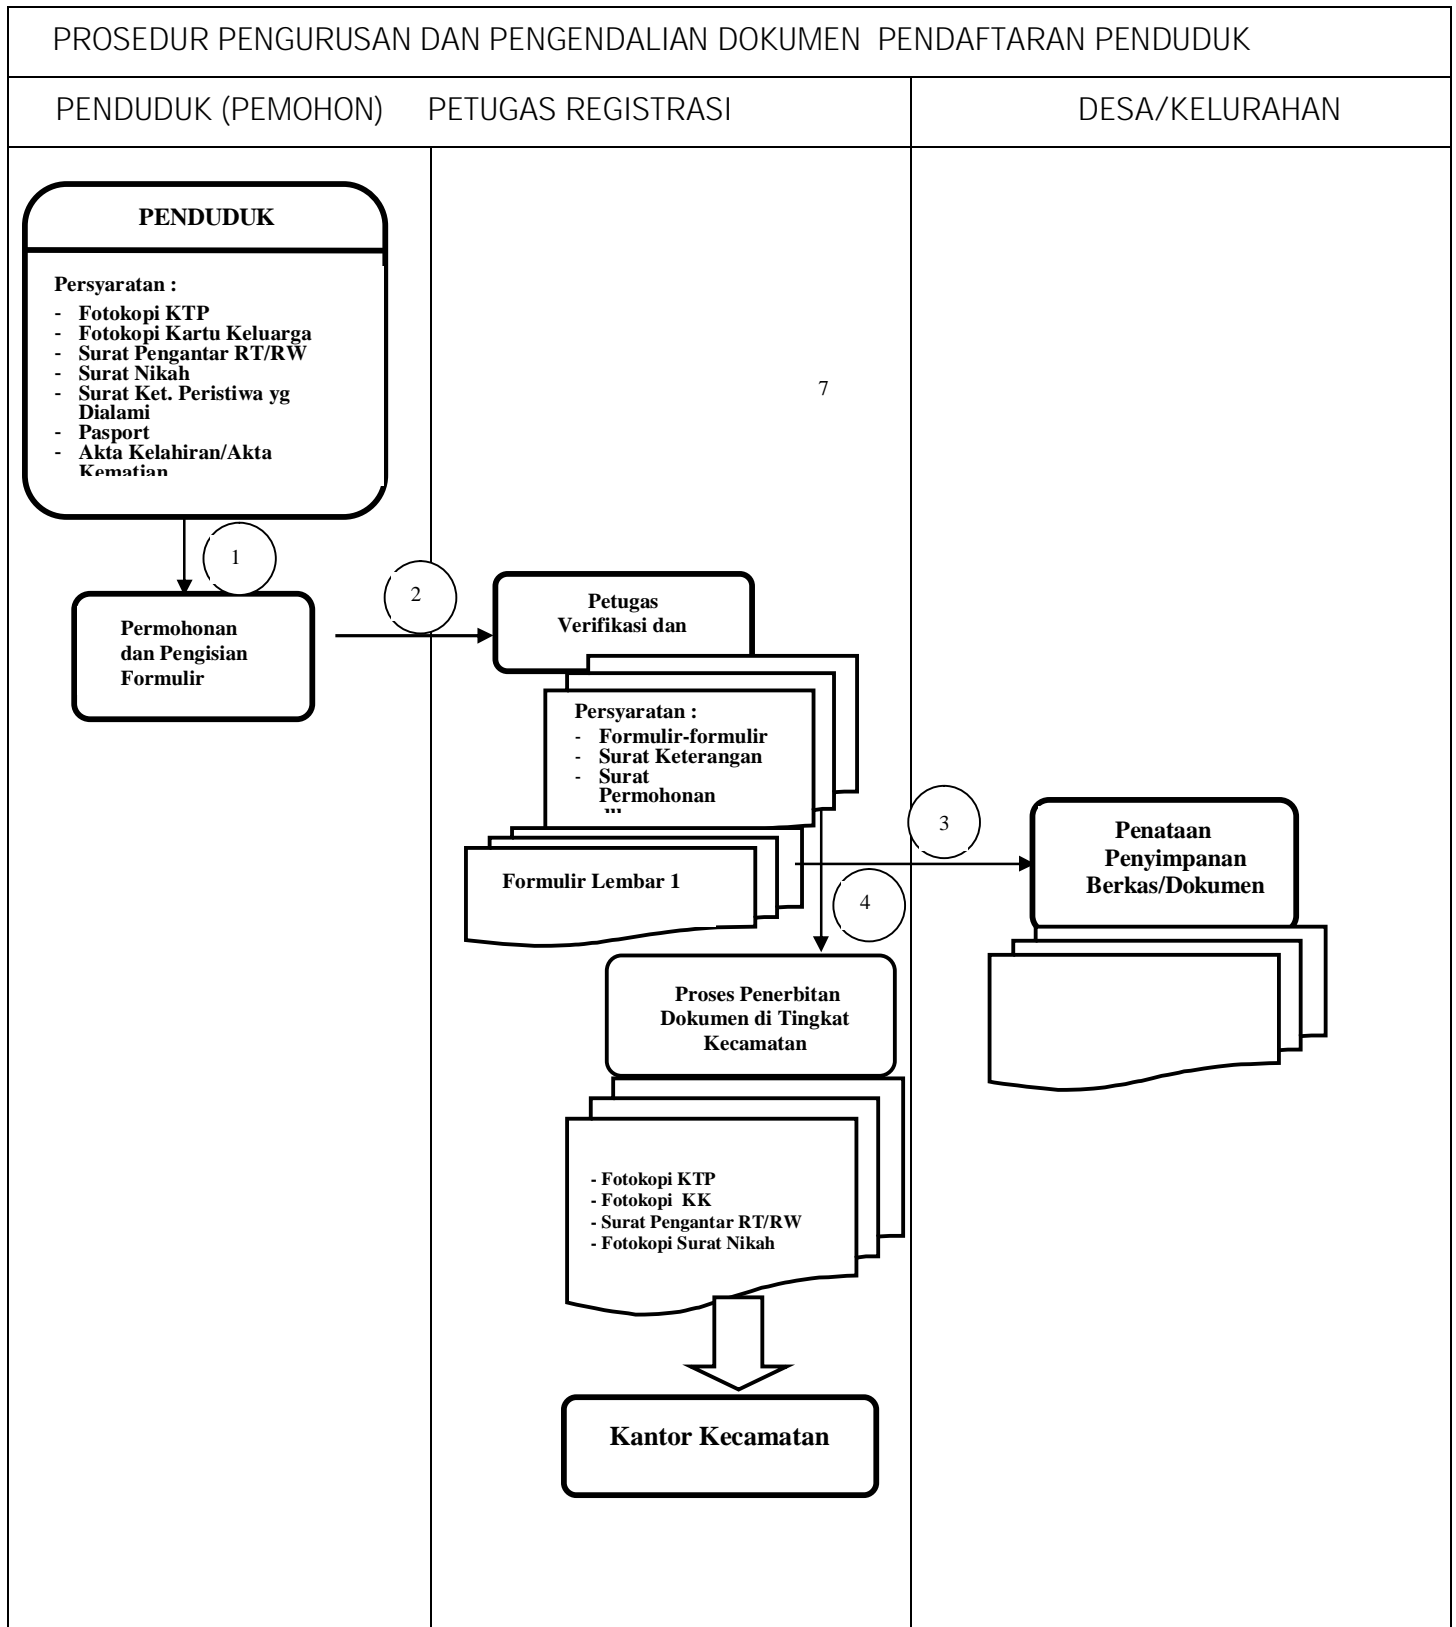 PROSEDUR PENGURUSAN DAN PENGENDALIAN DOKUMEN PENDAFTARAN PENDUDUK
PENDUDUK (PEMOHON) PETUGAS REGISTRASI DESA/KELURAHAN
PENDUDUK
Persyaratan :
- Fotokopi KTP
- Fotokopi Kartu Keluarga
- Surat Pengantar RT/RW
- Surat Nikah
- Surat Ket. Peristiwa yg
Dialami
- Pasport
- Akta Kelahiran/Akta
Kematian
7
1
2
Permohonan
dan Pengisian
Formulir
Petugas
Verifikasi dan
Persyaratan :
- Formulir-formulir
- Surat Keterangan
- Surat
Permohonan
3
Formulir Lembar 1
4
Penataan
Penyimpanan
Berkas/Dokumen
Proses Penerbitan
Dokumen di Tingkat
Kecamatan
- Fotokopi KTP
- Fotokopi KK
- Surat Pengantar RT/RW
- Fotokopi Surat Nikah
Kantor Kecamatan